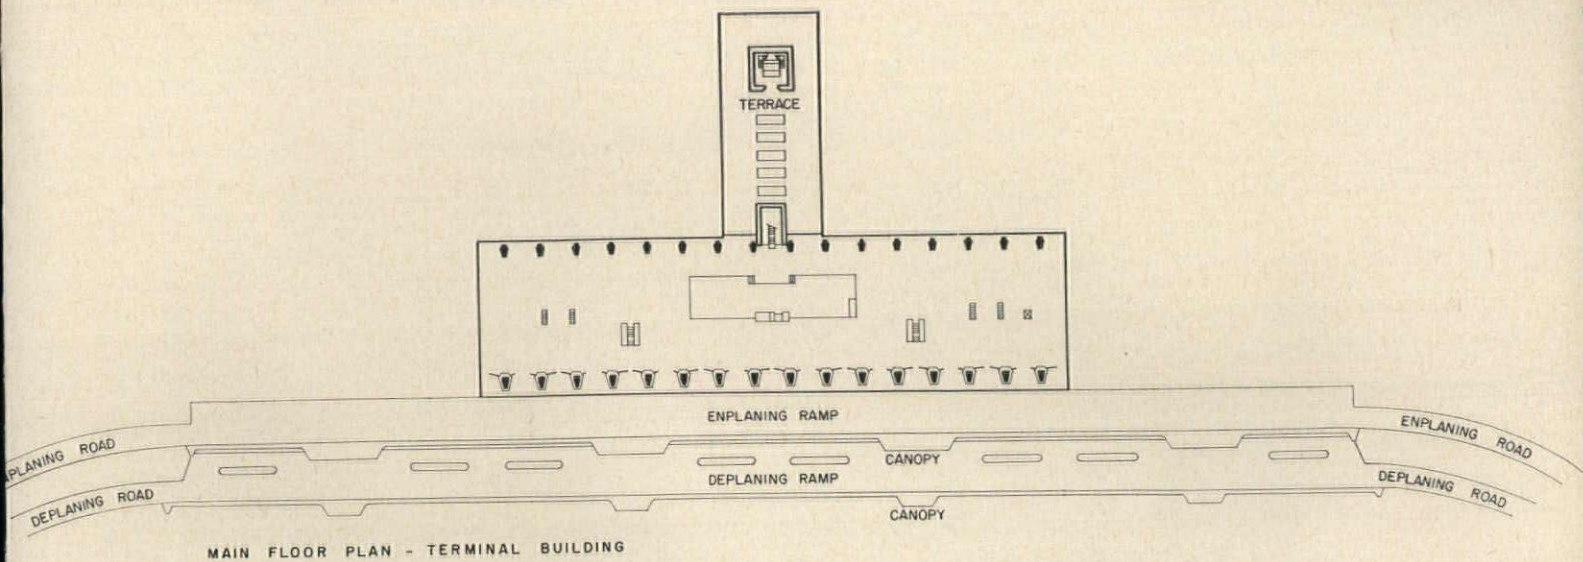 TERRACE
ENPLANING RAMP
ENPLANING ROAD
PLANING ROAD
CANOPY
DEPLANING RAMP
DEPLANING ROAD
DEPLANING ROAD
CANOPY
MAIN FLOOR PLAN - TERMINAL BUILDING